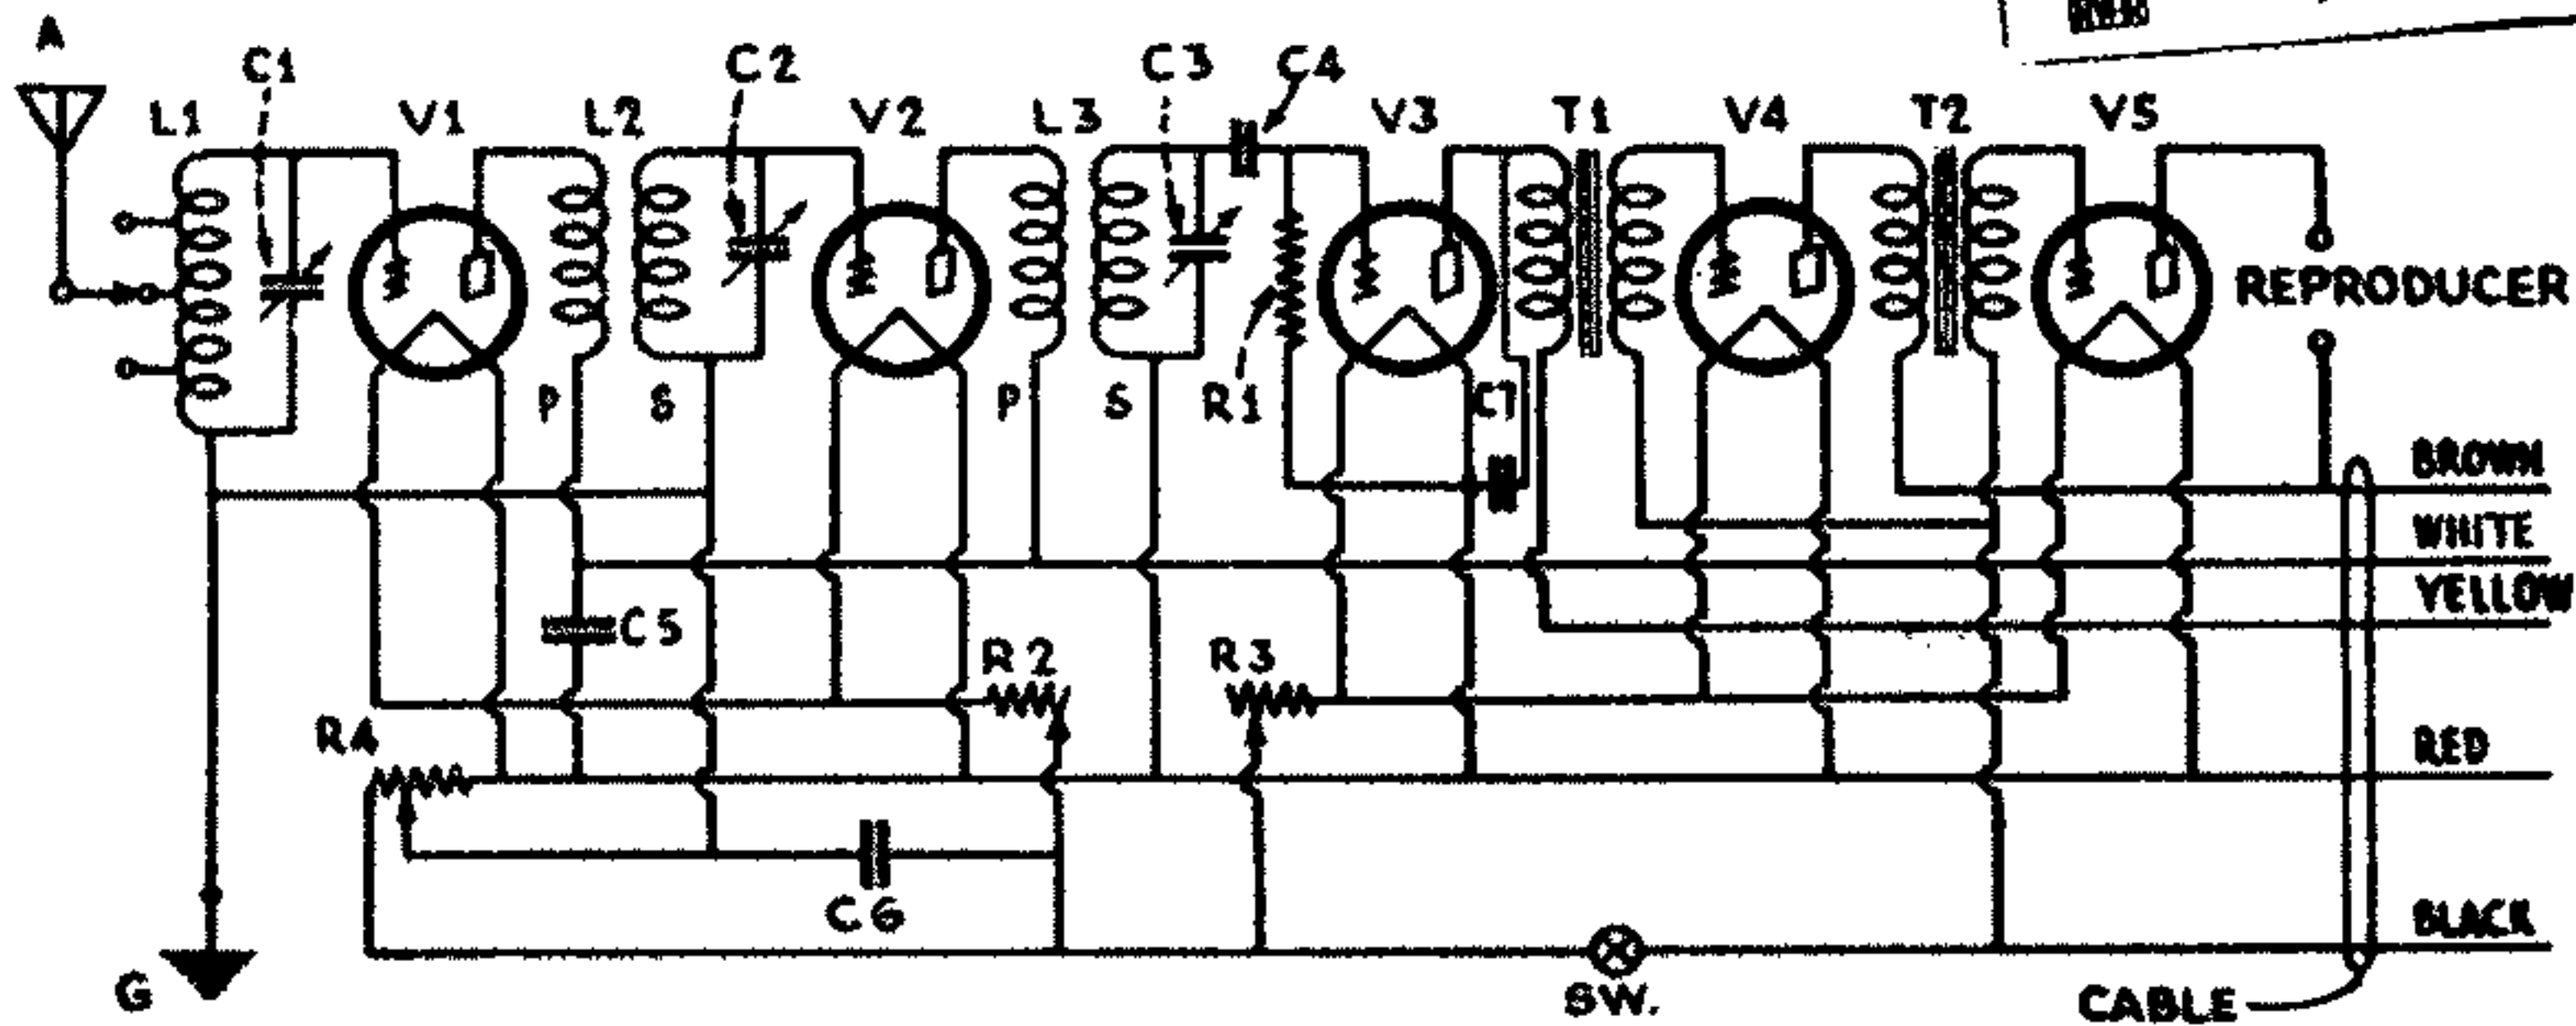 A
C1
C2
C3
C4
L1
V1
L2
V2
L3
V3
T1
V4
T2
V5
REPRODUCER
P
S
P
S
R1
C7
BROWN
WHITE
YELLOW
C5
R2
R3
R4
RED
C6
BLACK
G
SW.
CABLE